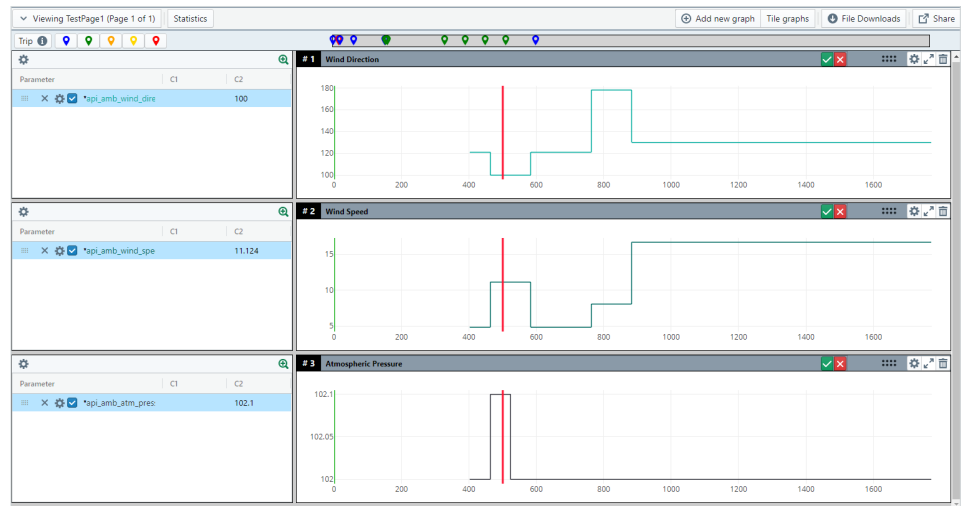 Viewing TestPage1 (Page 1 of 1) Statistics Add new graph Tile graphs File Downloads Share
Trip
# 1 Wind Direction
Parameter C1 C2
*api_amb_wind_dire 100
180
160
140
120
100
0 200 400 600 800 1000 1200 1400 1600
# 2 Wind Speed
Parameter C1 C2
*api_amb_wind_spe 11.124
15
10
5
0 200 400 600 800 1000 1200 1400 1600
# 3 Atmospheric Pressure
Parameter C1 C2
*api_amb_atm_pres 102.1
102.1
102.05
102
0 200 400 600 800 1000 1200 1400 1600